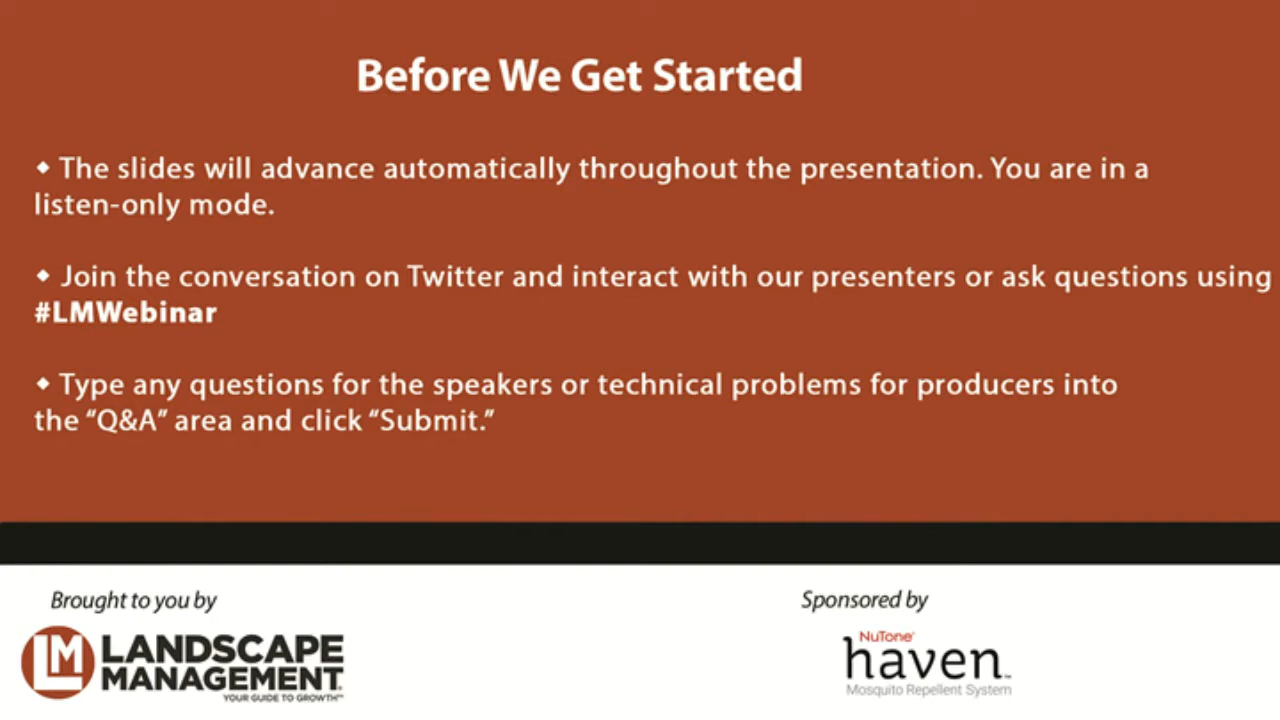 Before We Get Started
◆ The slides will advance automatically throughout the presentation. You are in a
listen-only mode.
◆ Join the conversation on Twitter and interact with our presenters or ask questions using
#LMWebinar
◆ Type any questions for the speakers or technical problems for producers into
the “Q&A” area and click “Submit.”
Brought to you by
LM LANDSCAPE
MANAGEMENT®
YOUR GUIDE TO GROWTH™
Sponsored by
NuTone®
haven™
Mosquito Repellent System